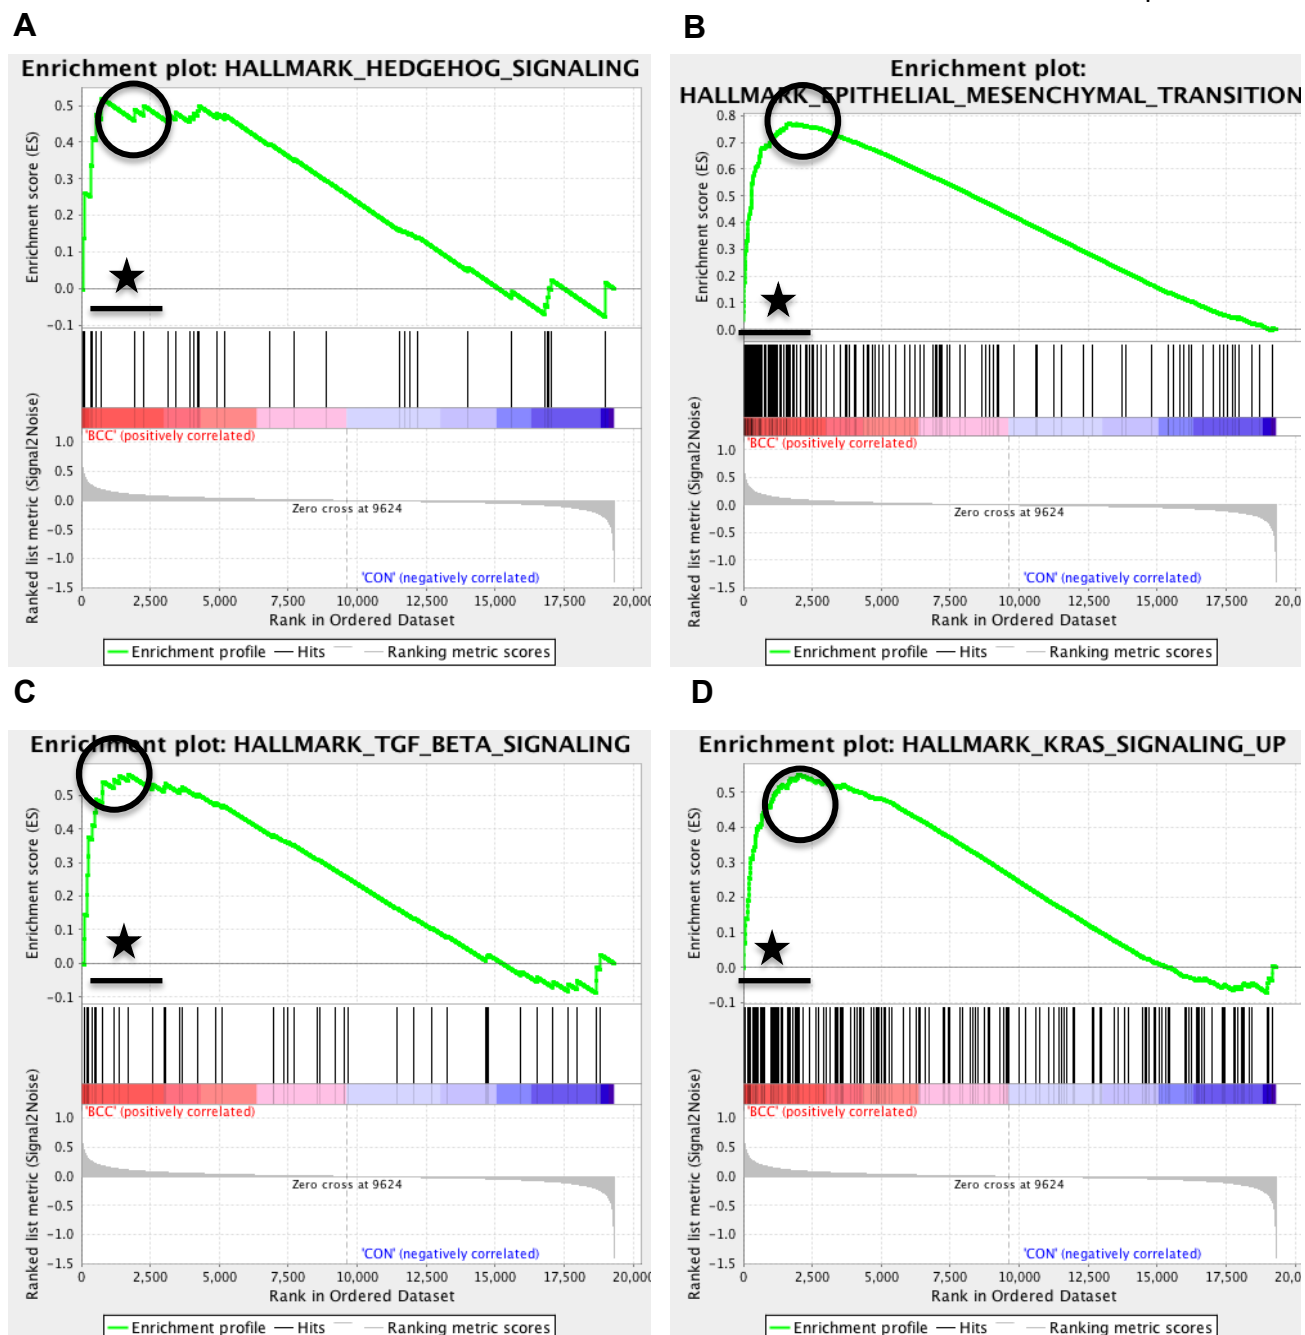 A
Enrichment plot: HALLMARK_HEDGEHOG_SIGNALING
Enrichment score (ES)
0.5
0.4
0.3
0.2
0.1
0.0
-0.1
'BCC' (positively correlated)
Ranked list metric (Signal2Noise)
1.0
0.5
0.0
-0.5
-1.0
-1.5
Zero cross at 9624
'CON' (negatively correlated)
0 2,500 5,000 7,500 10,000 12,500 15,000 17,500 20,000
Rank in Ordered Dataset
Enrichment profile Hits Ranking metric scores
B
Enrichment plot:
HALLMARK_EPITHELIAL_MESENCHYMAL_TRANSITION
Enrichment score (ES)
0.8
0.7
0.6
0.5
0.4
0.3
0.2
0.1
0.0
'BCC' (positively correlated)
Ranked list metric (Signal2Noise)
1.0
0.5
0.0
-0.5
-1.0
-1.5
Zero cross at 9624
'CON' (negatively correlated)
0 2,500 5,000 7,500 10,000 12,500 15,000 17,500 20,0
Rank in Ordered Dataset
Enrichment profile Hits Ranking metric scores
C
Enrichment plot: HALLMARK_TGF_BETA_SIGNALING
Enrichment score (ES)
0.5
0.4
0.3
0.2
0.1
0.0
-0.1
'BCC' (positively correlated)
Ranked list metric (Signal2Noise)
1.0
0.5
0.0
-0.5
-1.0
-1.5
Zero cross at 9624
'CON' (negatively correlated)
0 2,500 5,000 7,500 10,000 12,500 15,000 17,500 20,000
Rank in Ordered Dataset
Enrichment profile Hits Ranking metric scores
D
Enrichment plot: HALLMARK_KRAS_SIGNALING_UP
Enrichment score (ES)
0.5
0.4
0.3
0.2
0.1
0.0
-0.1
'BCC' (positively correlated)
Ranked list metric (Signal2Noise)
1.0
0.5
0.0
-0.5
-1.0
-1.5
Zero cross at 9624
'CON' (negatively correlated)
0 2,500 5,000 7,500 10,000 12,500 15,000 17,500 20,0
Rank in Ordered Dataset
Enrichment profile Hits Ranking metric scores